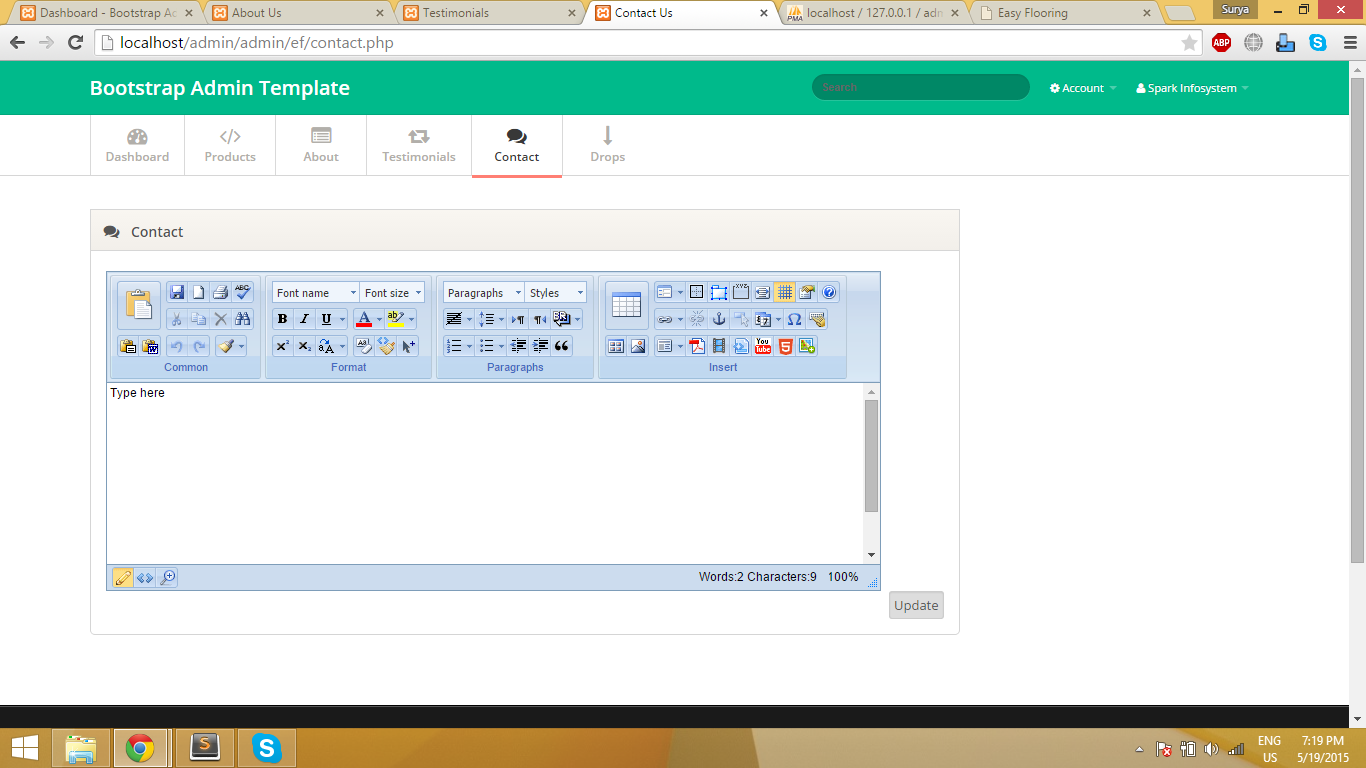 Dashboard - Bootstrap Ac
About Us
Testimonials
Contact Us
localhost / 127.0.0.1 / adm
Easy Flooring
Surya
localhost/admin/admin/ef/contact.php
ABP
Bootstrap Admin Template
Search
Account
Spark Infosystem
Dashboard
Products
About
Testimonials
Contact
Drops
Contact
Font name
Font size
Paragraphs
Styles
B I U
Common
Format
Paragraphs
Insert
Type here
Words:2 Characters:9 100%
Update
ENG
US
7:19 PM
5/19/2015